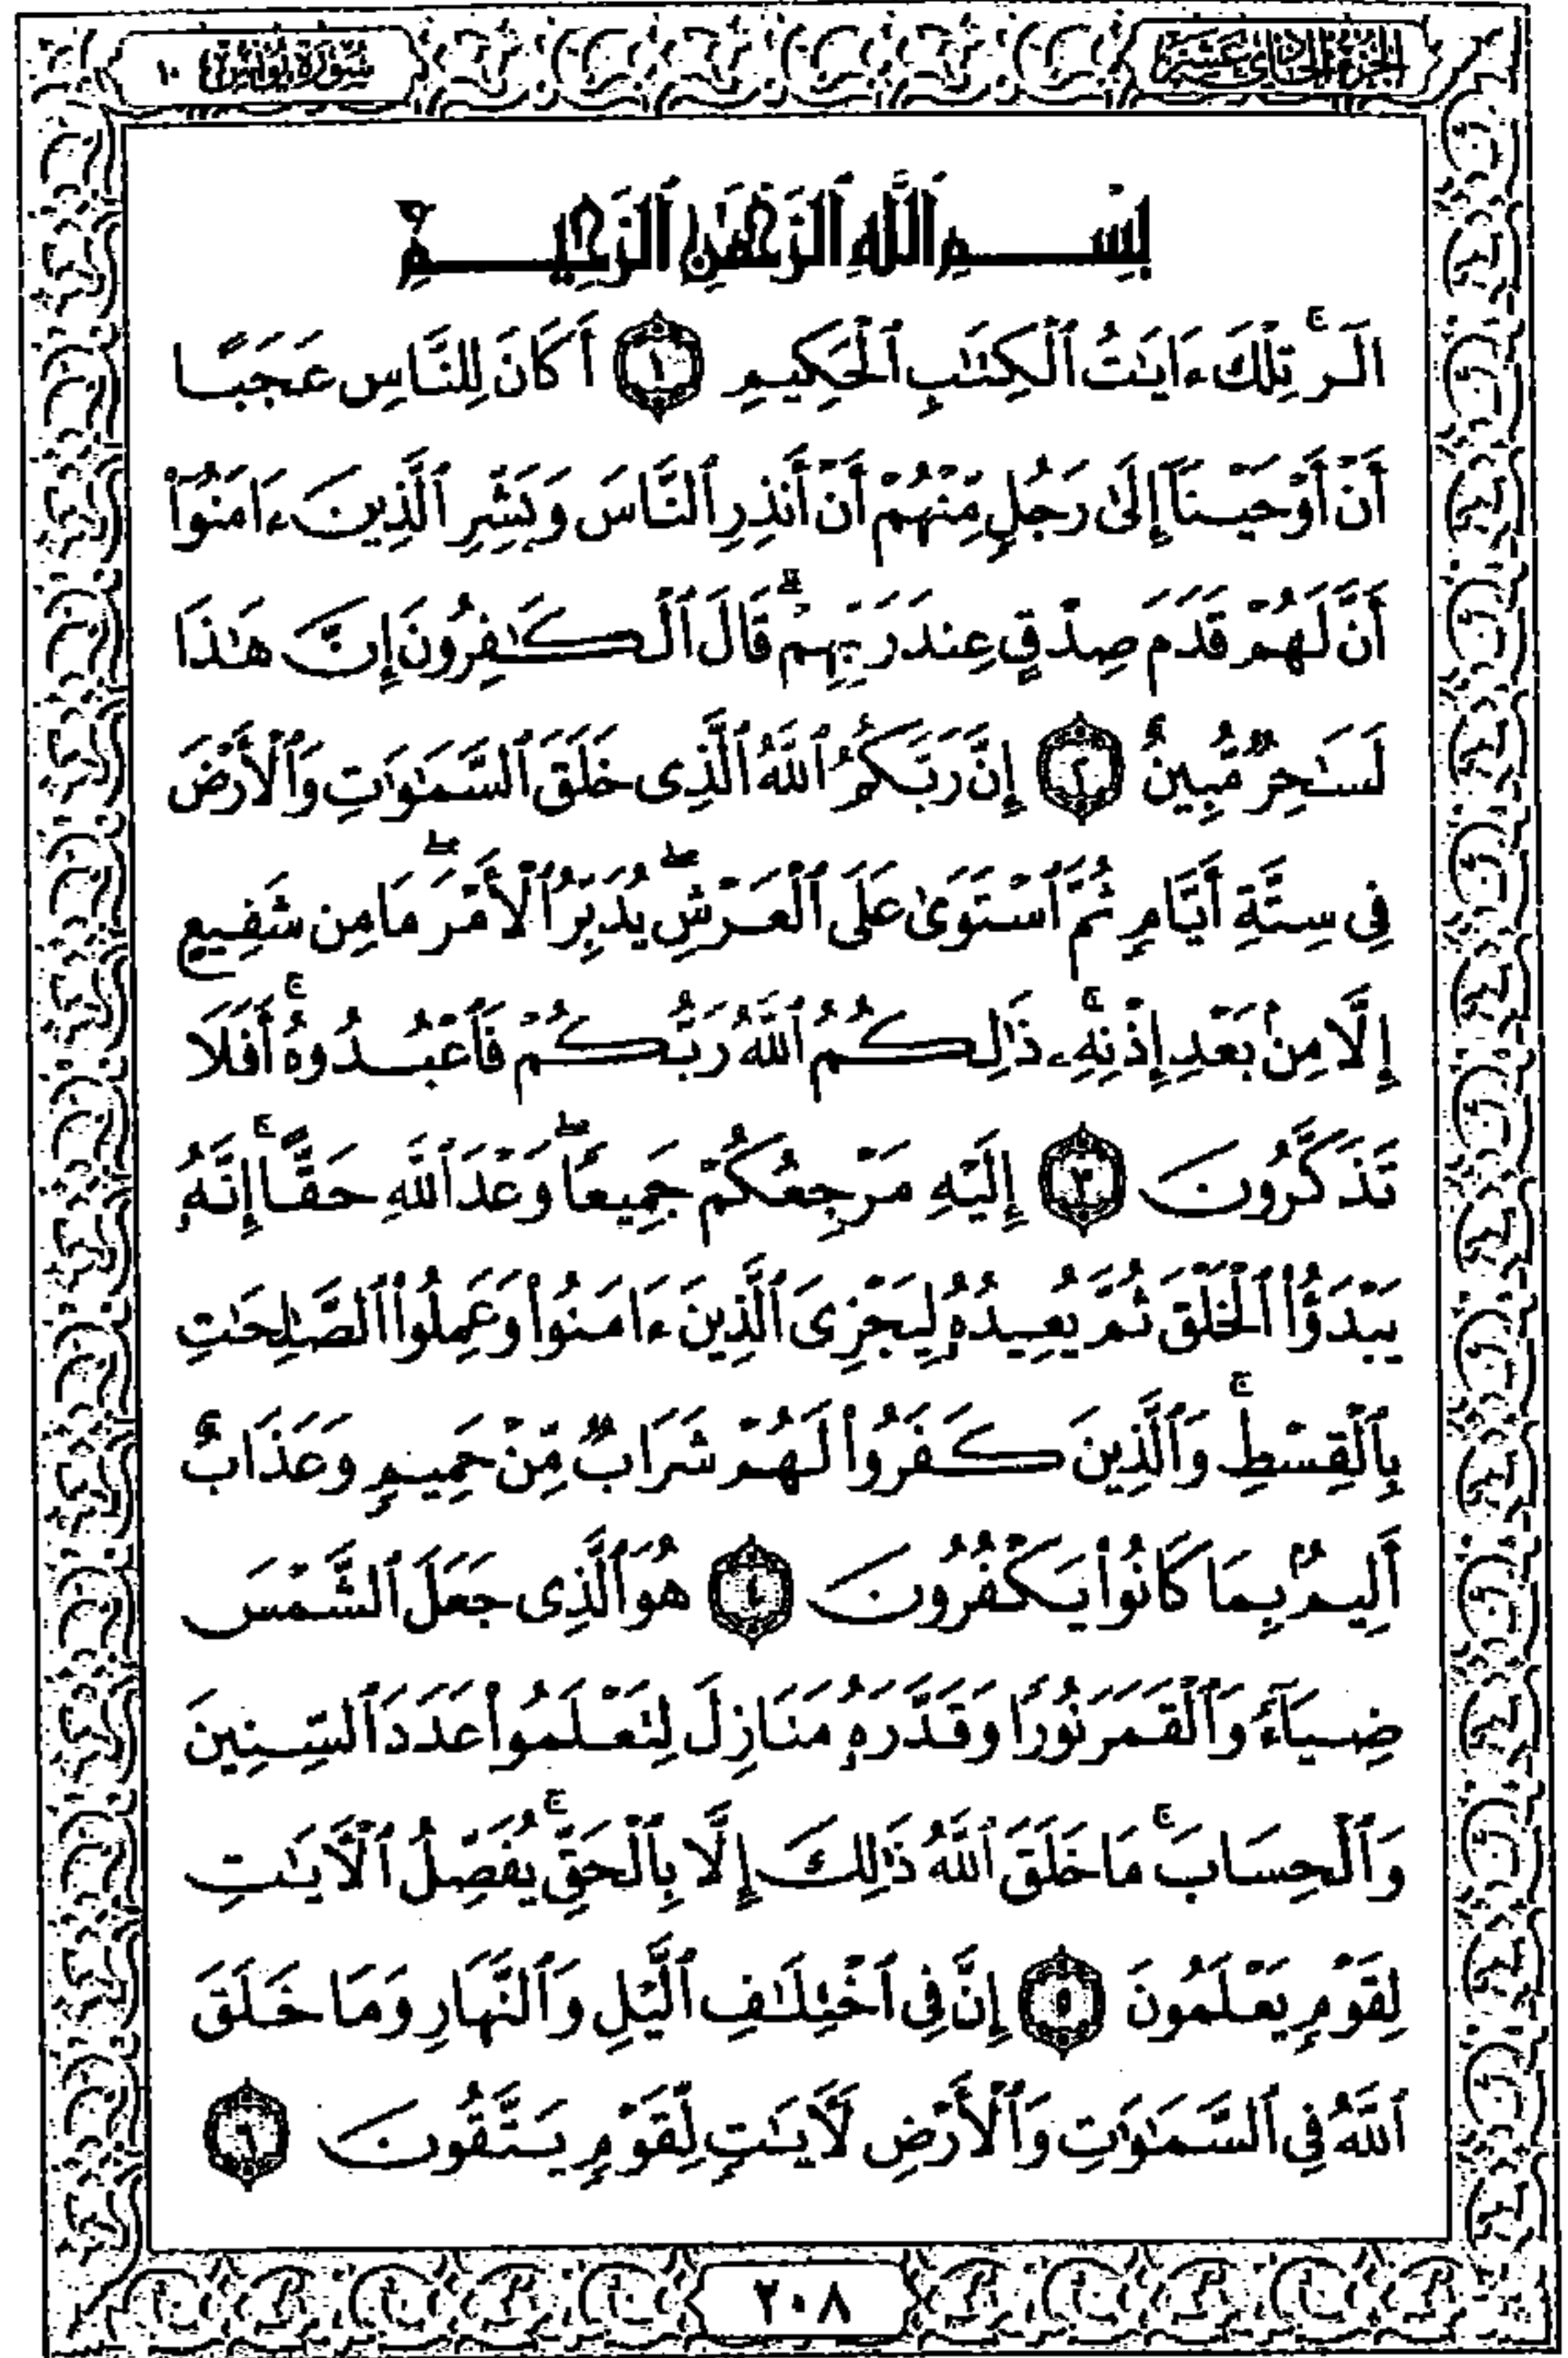 الجزء الحادي عشر
سورة يونس ١٠
بِسْمِ ٱللَّهِ ٱلرَّحْمَٰنِ ٱلرَّحِيمِ
الٓرۚ تِلْكَ ءَايَٰتُ ٱلْكِتَٰبِ ٱلْحَكِيمِ ١ أَكَانَ لِلنَّاسِ عَجَبًا
أَنْ أَوْحَيْنَآ إِلَىٰ رَجُلٍ مِّنْهُمْ أَنْ أَنذِرِ ٱلنَّاسَ وَبَشِّرِ ٱلَّذِينَ ءَامَنُوٓا۟
أَنَّ لَهُمْ قَدَمَ صِدْقٍ عِندَ رَبِّهِمْ ۗ قَالَ ٱلْكَٰفِرُونَ إِنَّ هَٰذَا
لَسَٰحِرٌ مُّبِينٌ ٢ إِنَّ رَبَّكُمُ ٱللَّهُ ٱلَّذِى خَلَقَ ٱلسَّمَٰوَٰتِ وَٱلْأَرْضَ
فِى سِتَّةِ أَيَّامٍ ثُمَّ ٱسْتَوَىٰ عَلَى ٱلْعَرْشِ ۖ يُدَبِّرُ ٱلْأَمْرَ ۖ مَا مِن شَفِيعٍ
إِلَّا مِنۢ بَعْدِ إِذْنِهِۦ ۚ ذَٰلِكُمُ ٱللَّهُ رَبُّكُمْ فَٱعْبُدُوهُ ۚ أَفَلَا
تَذَكَّرُونَ ٣ إِلَيْهِ مَرْجِعُكُمْ جَمِيعًا ۖ وَعْدَ ٱللَّهِ حَقًّا ۚ إِنَّهُۥ
يَبْدَؤُا۟ ٱلْخَلْقَ ثُمَّ يُعِيدُهُۥ لِيَجْزِىَ ٱلَّذِينَ ءَامَنُوا۟ وَعَمِلُوا۟ ٱلصَّٰلِحَٰتِ
بِٱلْقِسْطِ ۚ وَٱلَّذِينَ كَفَرُوا۟ لَهُمْ شَرَابٌ مِّنْ حَمِيمٍ وَعَذَابٌ
أَلِيمٌۢ بِمَا كَانُوا۟ يَكْفُرُونَ ٤ هُوَ ٱلَّذِى جَعَلَ ٱلشَّمْسَ
ضِيَآءً وَٱلْقَمَرَ نُورًا وَقَدَّرَهُۥ مَنَازِلَ لِتَعْلَمُوا۟ عَدَدَ ٱلسِّنِينَ
وَٱلْحِسَابَ ۚ مَا خَلَقَ ٱللَّهُ ذَٰلِكَ إِلَّا بِٱلْحَقِّ ۚ يُفَصِّلُ ٱلْءَايَٰتِ
لِقَوْمٍ يَعْلَمُونَ ٥ إِنَّ فِى ٱخْتِلَٰفِ ٱلَّيْلِ وَٱلنَّهَارِ وَمَا خَلَقَ
ٱللَّهُ فِى ٱلسَّمَٰوَٰتِ وَٱلْأَرْضِ لَءَايَٰتٍ لِّقَوْمٍ يَتَّقُونَ ٦
٢٠٨